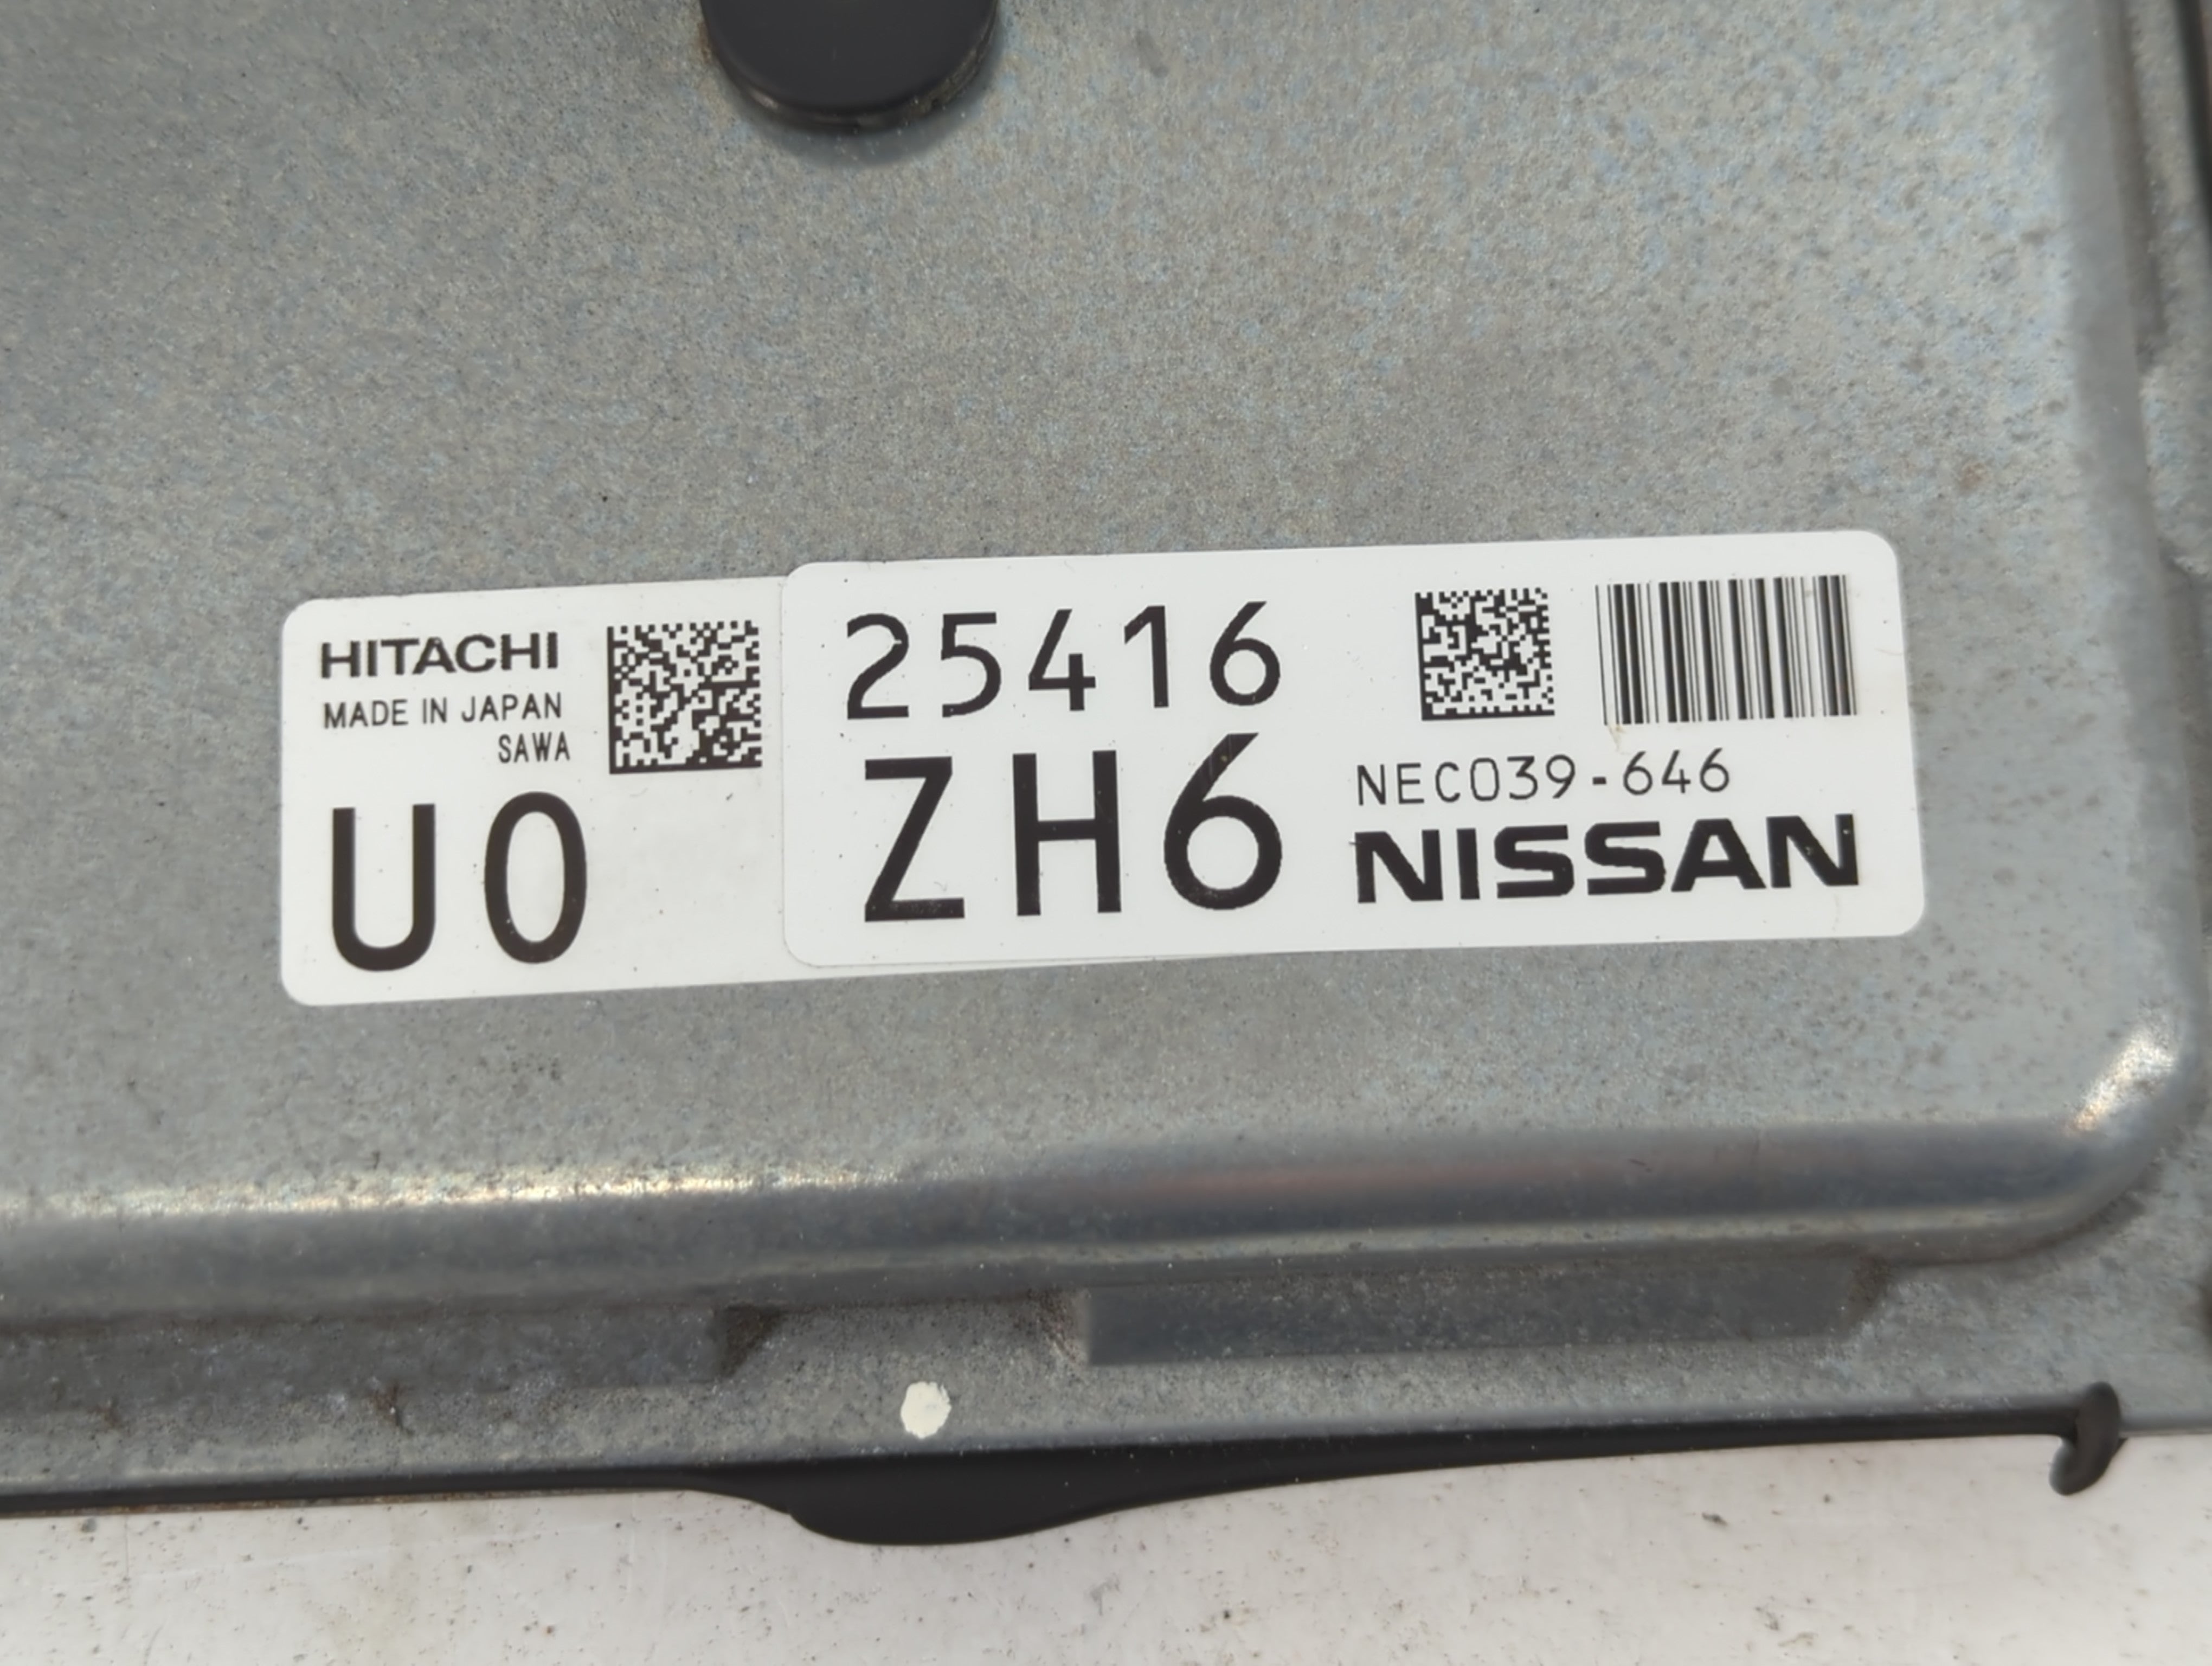 HITACHI
MADE IN JAPAN
SAWA
U0
25416
ZH6
NEC039-646
NISSAN